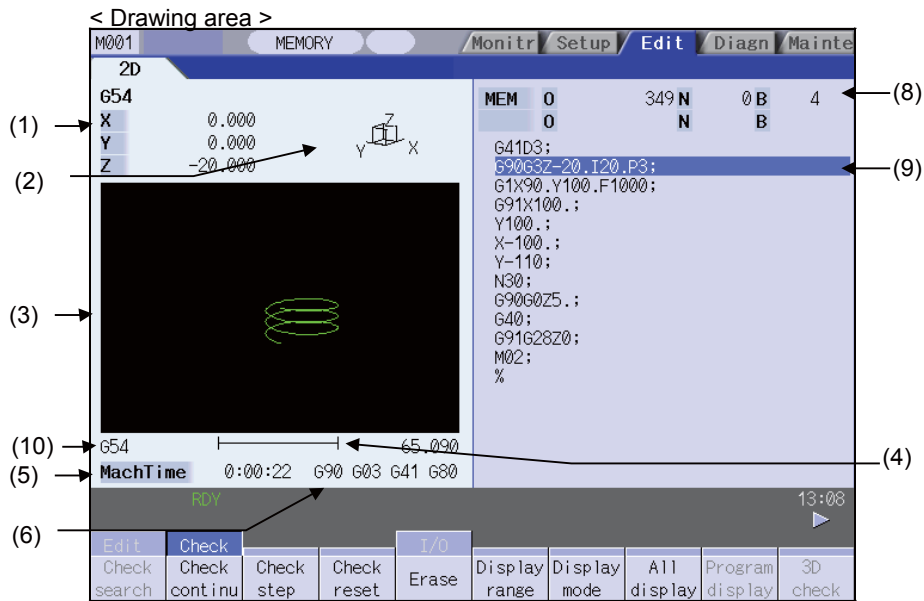 < Drawing area >
M001 MEMORY Monitr Setup Edit Diagn Mainte
2D
G54
MEM O 349 N 0 B 4
(8)
(1)
X 0.000
O N B
Y 0.000
Z -20.000
(2)
Z
Y X
G41D3;
G90G3Z-20.I20.P3;
(9)
G1X90.Y100.F1000;
G91X100.;
Y100.;
X-100.;
Y-110;
N30;
G90G0Z5.;
G40;
G91G28Z0;
M02;
%
(3)
(10)
G54 65.090
(4)
(5)
MachTime 0:00:22 G90 G03 G41 G80
(6)
RDY 13:08
Edit Check I/O
Check search
Check continu
Check step
Check reset
Erase
Display range
Display mode
All display
Program display
3D check